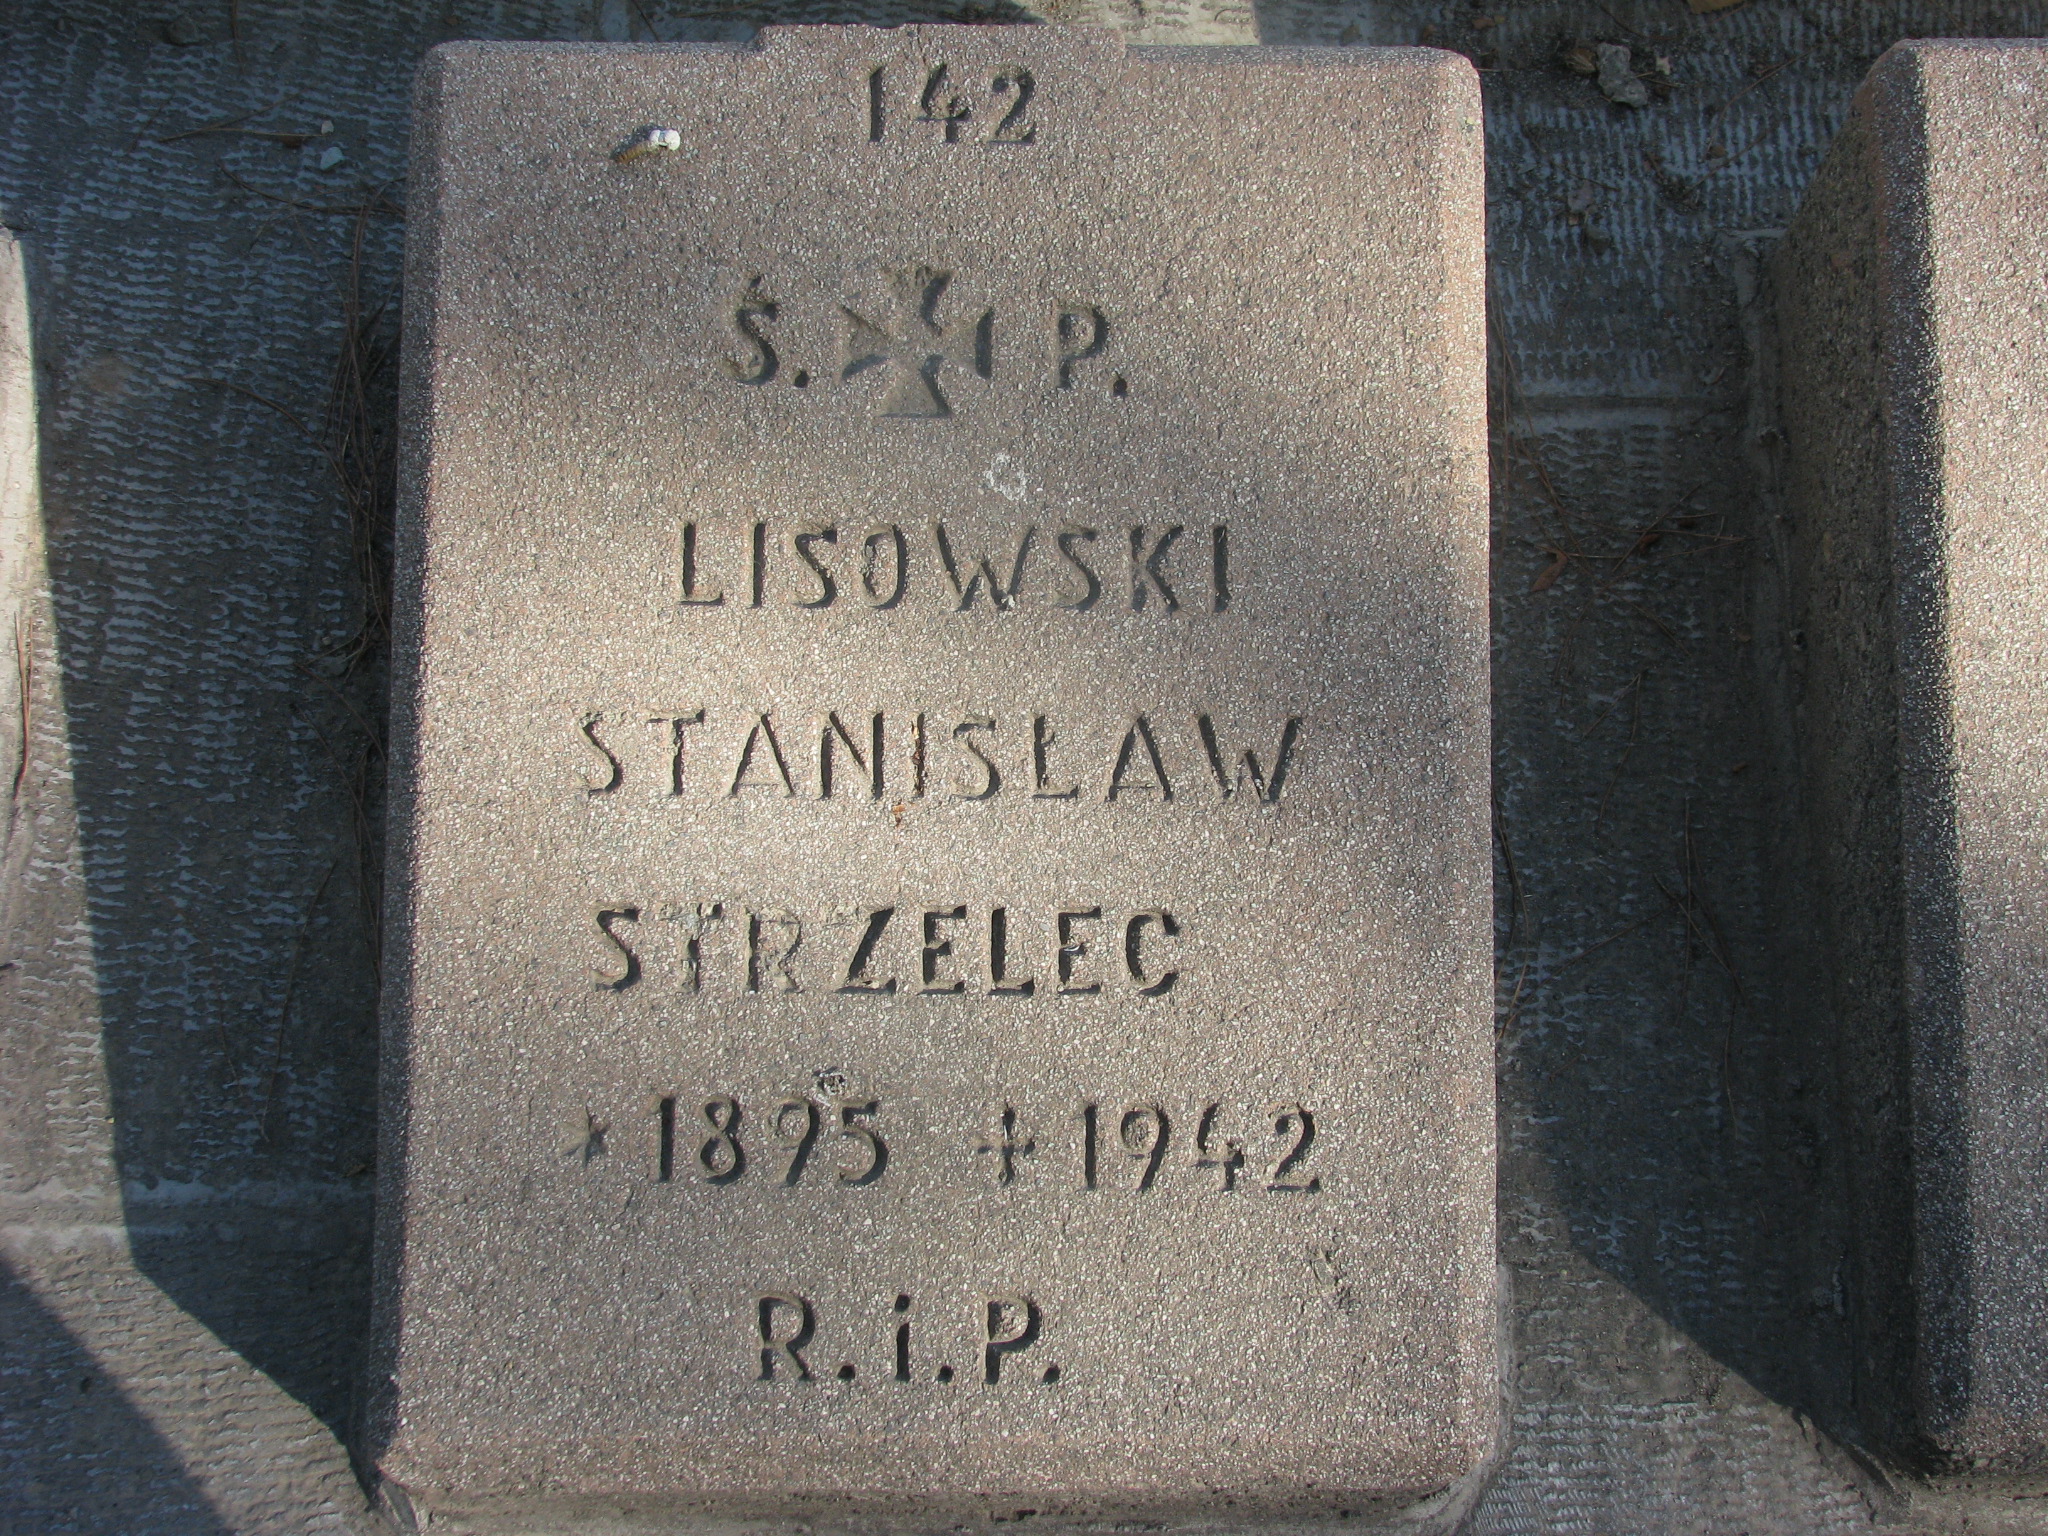 142
Ś. P.
LISOWSKI
STANISŁAW
STRZELEC
* 1895 + 1942
R.i.P.